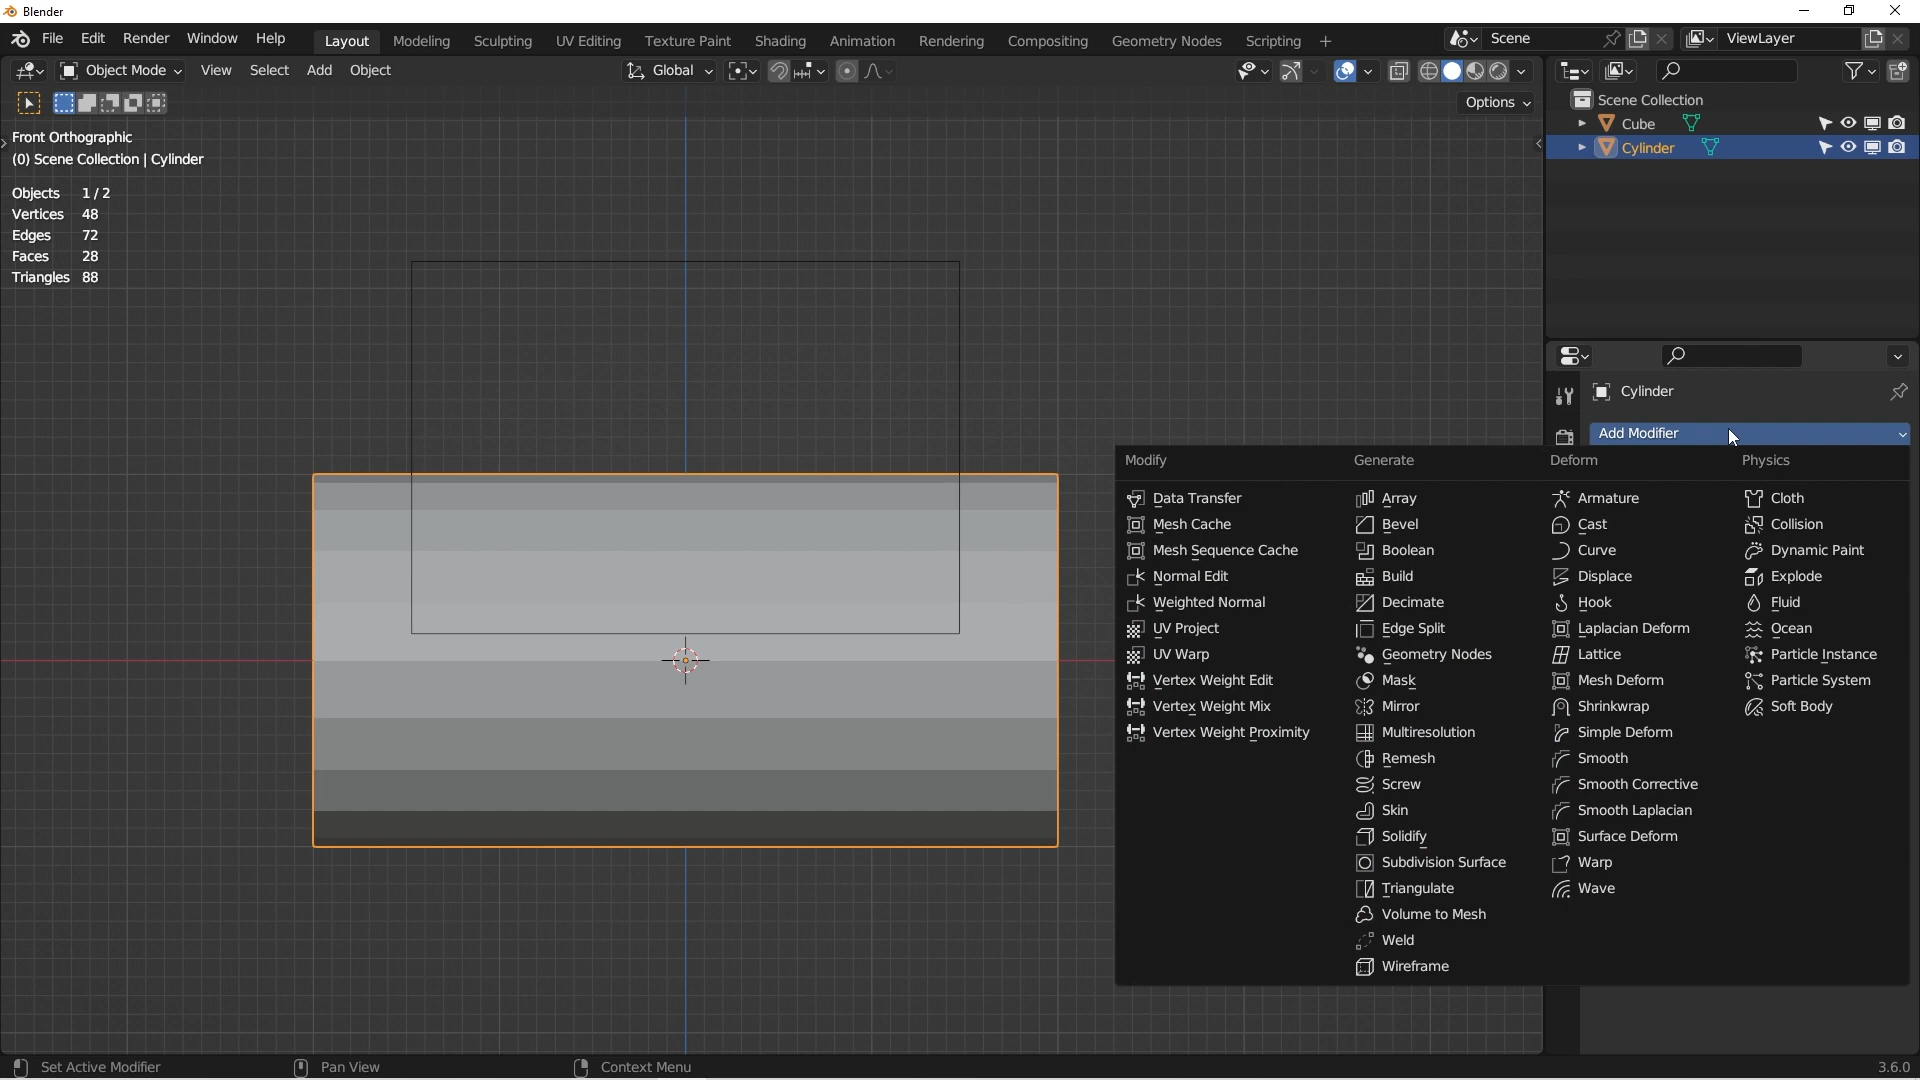 Blender
File Edit Render Window Help Layout Modeling Sculpting UV Editing Texture Paint Shading Animation Rendering Compositing Geometry Nodes Scripting + Scene ViewLayer
Object Mode View Select Add Object Global
Options
Front Orthographic
(0) Scene Collection | Cylinder
Objects 1 / 2
Vertices 48
Edges 72
Faces 28
Triangles 88
Scene Collection
Cube
Cylinder
Cylinder
Add Modifier
Modify
Data Transfer
Mesh Cache
Mesh Sequence Cache
Normal Edit
Weighted Normal
UV Project
UV Warp
Vertex Weight Edit
Vertex Weight Mix
Vertex Weight Proximity
Generate
Array
Bevel
Boolean
Build
Decimate
Edge Split
Geometry Nodes
Mask
Mirror
Multiresolution
Remesh
Screw
Skin
Solidify
Subdivision Surface
Triangulate
Volume to Mesh
Weld
Wireframe
Deform
Armature
Cast
Curve
Displace
Hook
Laplacian Deform
Lattice
Mesh Deform
Shrinkwrap
Simple Deform
Smooth
Smooth Corrective
Smooth Laplacian
Surface Deform
Warp
Wave
Physics
Cloth
Collision
Dynamic Paint
Explode
Fluid
Ocean
Particle Instance
Particle System
Soft Body
Set Active Modifier Pan View Context Menu 3.6.0